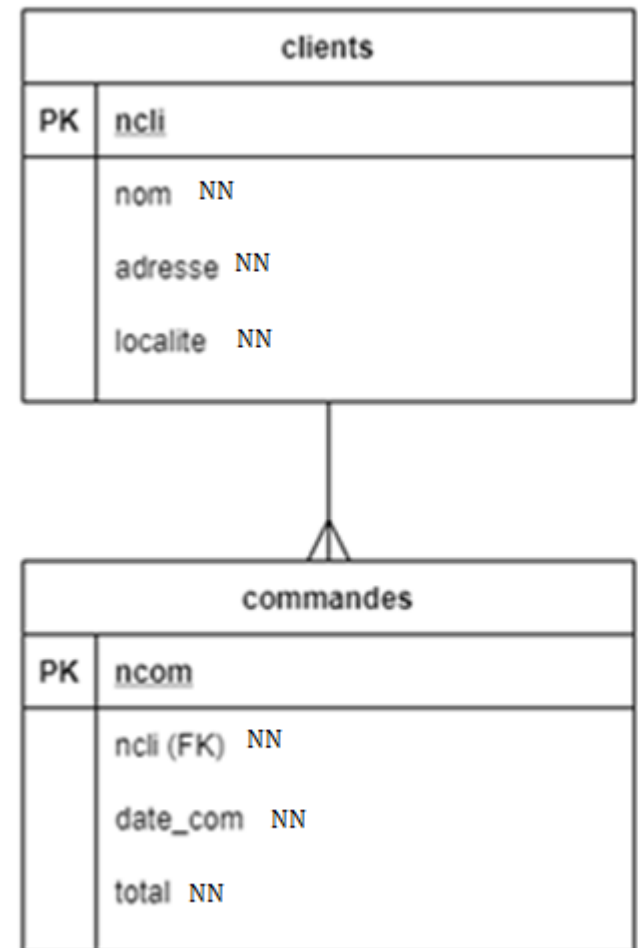 clients
PK ncli
nom NN
adresse NN
localite NN
commandes
PK ncom
ncli (FK) NN
date_com NN
total NN